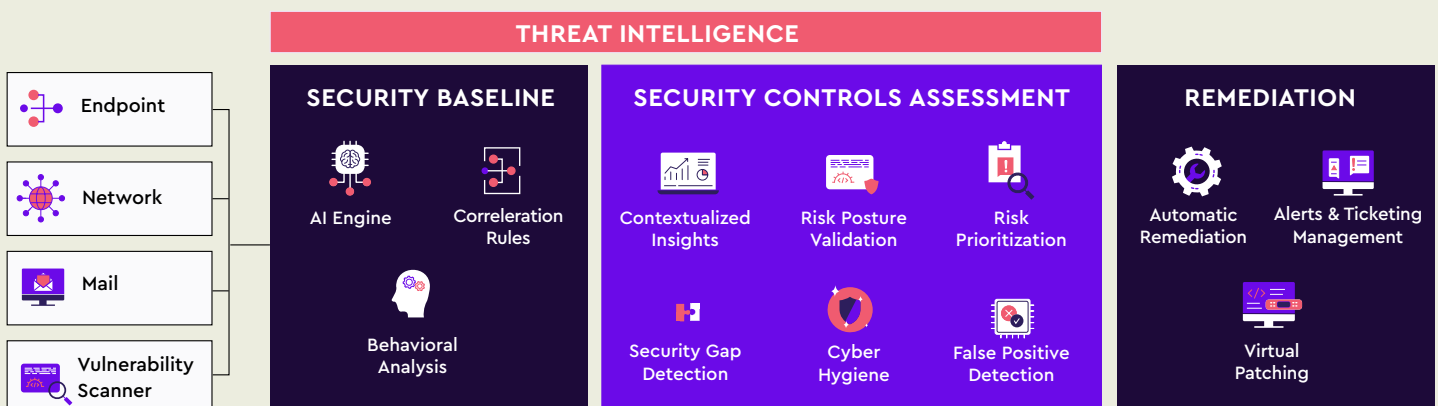 THREAT INTELLIGENCE
Endpoint
Network
Mail
Vulnerability
Scanner
SECURITY BASELINE
AI Engine
Correleration
Rules
Behavioral
Analysis
SECURITY CONTROLS ASSESSMENT
Contextualized
Insights
Risk Posture
Validation
Risk
Prioritization
Security Gap
Detection
Cyber
Hygiene
False Positive
Detection
REMEDIATION
Automatic
Remediation
Alerts & Ticketing
Management
Virtual
Patching